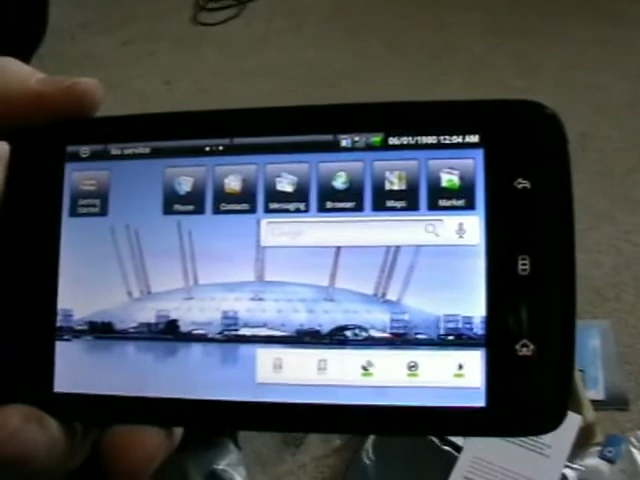 No service
06/01/1980 12:04 AM
Getting Started
Phone
Contacts
Messaging
Browser
Maps
Market
Google